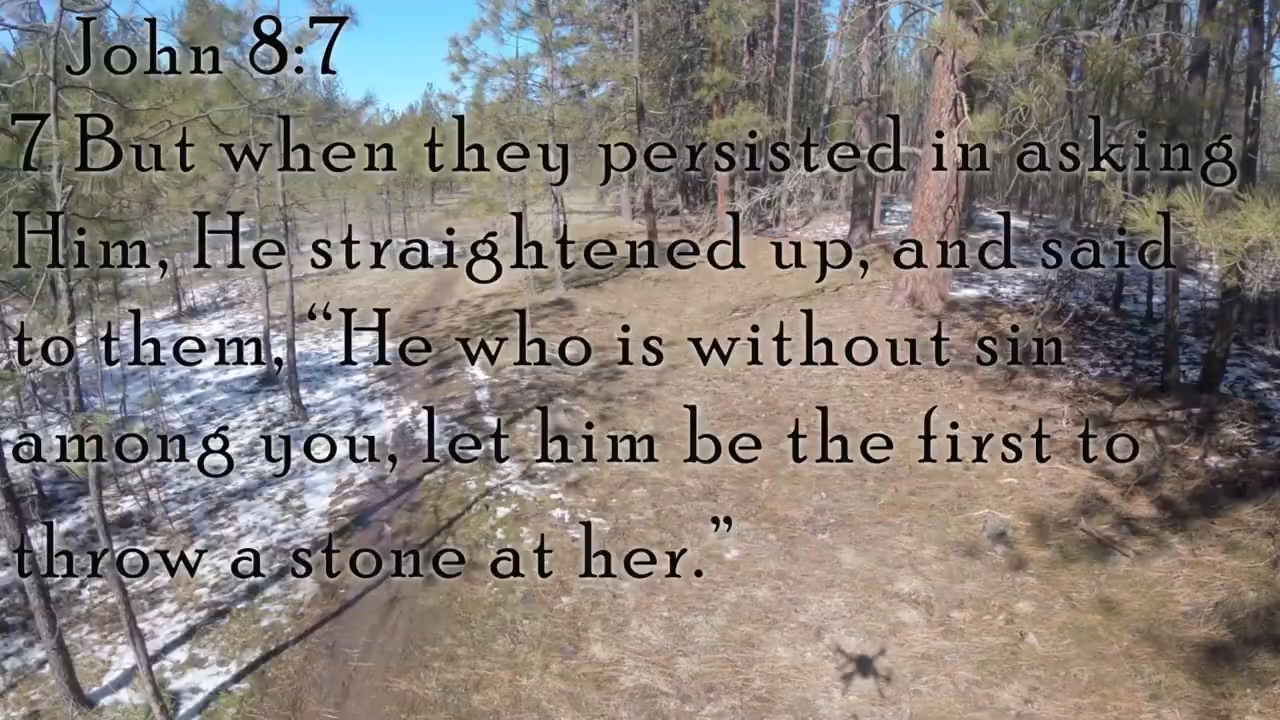 John 8:7
7 But when they persisted in asking
Him, He straightened up, and said
to them, “He who is without sin
among you, let him be the first to
throw a stone at her.”